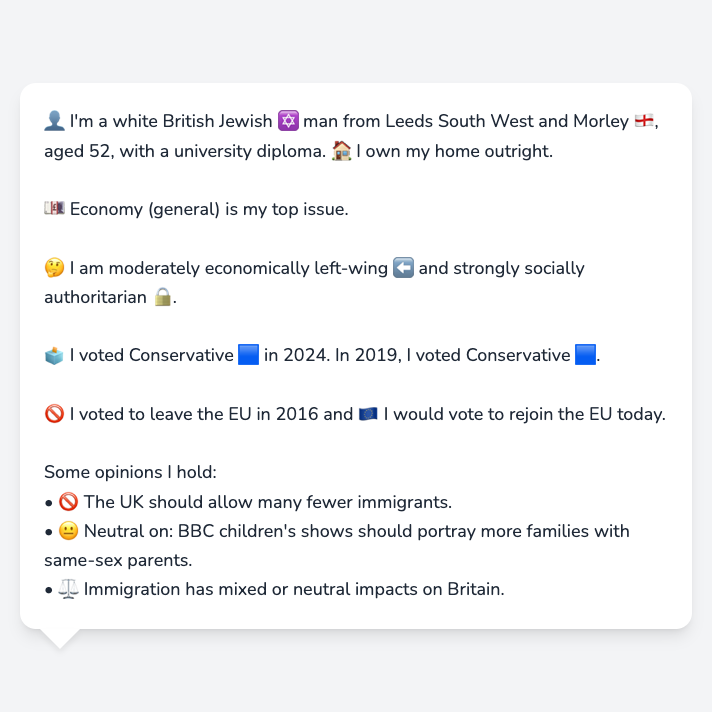 👤 I'm a white British Jewish 🔯 man from Leeds South West and Morley 🏴󠁧󠁢󠁥󠁮󠁧󠁿,
aged 52, with a university diploma. 🏠 I own my home outright.
💷 Economy (general) is my top issue.
🤔 I am moderately economically left-wing ⬅️ and strongly socially
authoritarian 🔒.
🗳️ I voted Conservative 🟦 in 2024. In 2019, I voted Conservative 🟦.
🚫 I voted to leave the EU in 2016 and 🇪🇺 I would vote to rejoin the EU today.
Some opinions I hold:
• 🚫 The UK should allow many fewer immigrants.
• 😐 Neutral on: BBC children's shows should portray more families with
same-sex parents.
• ⚖️ Immigration has mixed or neutral impacts on Britain.